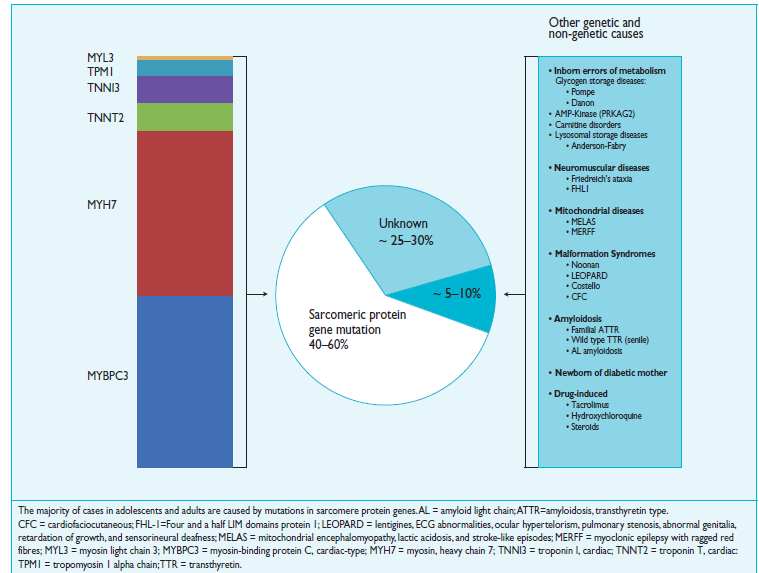 Other genetic and
non-genetic causes
MYL3
TPM1
TNNI3
TNNT2
MYH7
MYBPC3
Unknown
~ 25–30%
~ 5–10%
Sarcomeric protein
gene mutation
40–60%
• Inborn errors of metabolism
Glycogen storage diseases:
• Pompe
• Danon
• AMP-Kinase (PRKAG2)
• Carnitine disorders
• Lysosomal storage diseases
• Anderson-Fabry
• Neuromuscular diseases
• Friedreich's ataxia
• FHL1
• Mitochondrial diseases
• MELAS
• MERFF
• Malformation Syndromes
• Noonan
• LEOPARD
• Costello
• CFC
• Amyloidosis
• Familial ATTR
• Wild type TTR (senile)
• AL amyloidosis
• Newborn of diabetic mother
• Drug-induced
• Tacrolimus
• Hydroxychloroquine
• Steroids
The majority of cases in adolescents and adults are caused by mutations in sarcomere protein genes. AL = amyloid light chain; ATTR=amyloidosis, transthyretin type.
CFC = cardiofaciocutaneous; FHL-1=Four and a half LIM domains protein 1; LEOPARD = lentigines, ECG abnormalities, ocular hypertelorism, pulmonary stenosis, abnormal genitalia,
retardation of growth, and sensorineural deafness; MELAS = mitochondrial encephalomyopathy, lactic acidosis, and stroke-like episodes; MERFF = myoclonic epilepsy with ragged red
fibres; MYL3 = myosin light chain 3; MYBPC3 = myosin-binding protein C, cardiac-type; MYH7 = myosin, heavy chain 7; TNNI3 = troponin I, cardiac; TNNT2 = troponin T, cardiac:
TPM1 = tropomyosin 1 alpha chain; TTR = transthyretin.